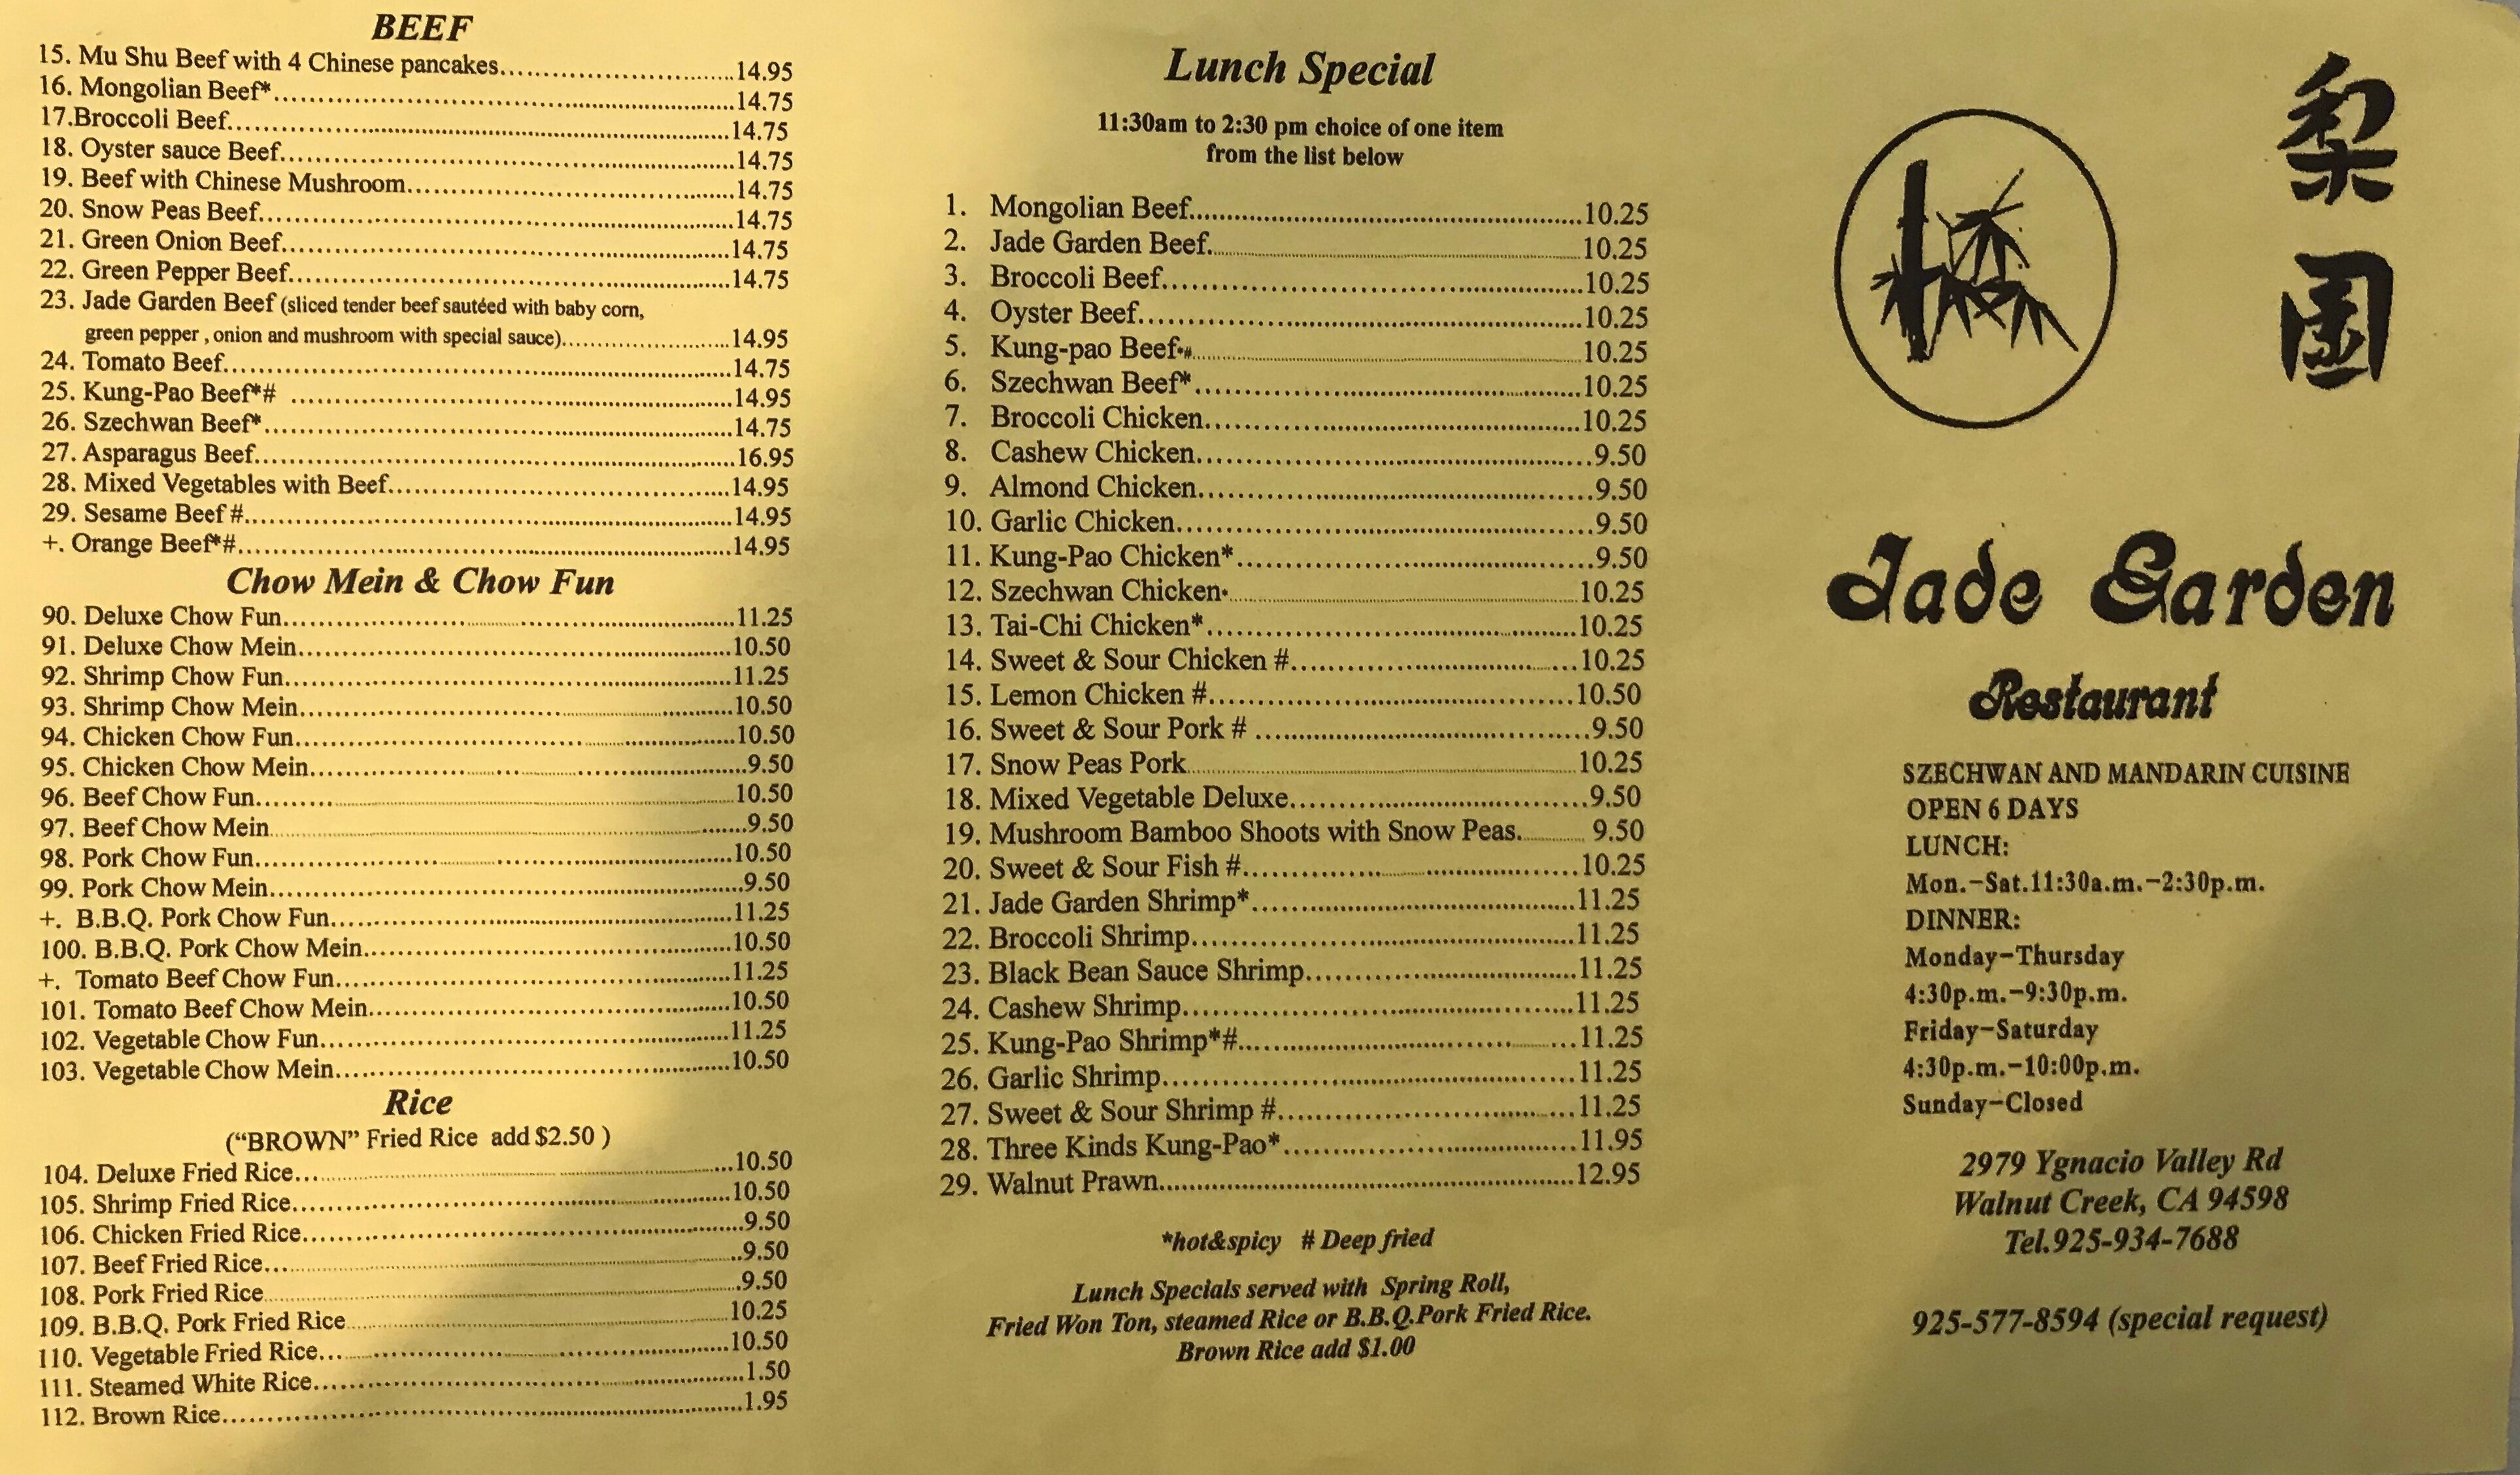 BEEF
15. Mu Shu Beef with 4 Chinese pancakes..............................14.95
16. Mongolian Beef*..............................14.75
17.Broccoli Beef..............................14.75
18. Oyster sauce Beef..............................14.75
19. Beef with Chinese Mushroom..............................14.75
20. Snow Peas Beef..............................14.75
21. Green Onion Beef..............................14.75
22. Green Pepper Beef..............................14.75
23. Jade Garden Beef (sliced tender beef sautéed with baby corn,
green pepper , onion and mushroom with special sauce)..............................14.95
24. Tomato Beef..............................14.75
25. Kung-Pao Beef*# ..............................14.95
26. Szechwan Beef*..............................14.75
27. Asparagus Beef..............................16.95
28. Mixed Vegetables with Beef..............................14.95
29. Sesame Beef #..............................14.95
+. Orange Beef*#..............................14.95
Chow Mein & Chow Fun
90. Deluxe Chow Fun..............................11.25
91. Deluxe Chow Mein..............................10.50
92. Shrimp Chow Fun..............................11.25
93. Shrimp Chow Mein..............................10.50
94. Chicken Chow Fun..............................10.50
95. Chicken Chow Mein..............................9.50
96. Beef Chow Fun..............................10.50
97. Beef Chow Mein..............................9.50
98. Pork Chow Fun..............................10.50
99. Pork Chow Mein..............................9.50
+. B.B.Q. Pork Chow Fun..............................11.25
100. B.B.Q. Pork Chow Mein..............................10.50
+. Tomato Beef Chow Fun..............................11.25
101. Tomato Beef Chow Mein..............................10.50
102. Vegetable Chow Fun..............................11.25
103. Vegetable Chow Mein..............................10.50
Rice
(“BROWN” Fried Rice add $2.50 )
104. Deluxe Fried Rice..............................10.50
105. Shrimp Fried Rice..............................10.50
106. Chicken Fried Rice..............................9.50
107. Beef Fried Rice..............................9.50
108. Pork Fried Rice..............................9.50
109. B.B.Q. Pork Fried Rice..............................10.25
110. Vegetable Fried Rice..............................10.50
111. Steamed White Rice..............................1.50
112. Brown Rice..............................1.95
Lunch Special
11:30am to 2:30 pm choice of one item
from the list below
1. Mongolian Beef..............................10.25
2. Jade Garden Beef..............................10.25
3. Broccoli Beef..............................10.25
4. Oyster Beef..............................10.25
5. Kung-pao Beef*#..............................10.25
6. Szechwan Beef*..............................10.25
7. Broccoli Chicken..............................10.25
8. Cashew Chicken..............................9.50
9. Almond Chicken..............................9.50
10. Garlic Chicken..............................9.50
11. Kung-Pao Chicken*..............................9.50
12. Szechwan Chicken*..............................10.25
13. Tai-Chi Chicken*..............................10.25
14. Sweet & Sour Chicken #..............................10.25
15. Lemon Chicken #..............................10.50
16. Sweet & Sour Pork # ..............................9.50
17. Snow Peas Pork..............................10.25
18. Mixed Vegetable Deluxe..............................9.50
19. Mushroom Bamboo Shoots with Snow Peas.............. 9.50
20. Sweet & Sour Fish #..............................10.25
21. Jade Garden Shrimp*..............................11.25
22. Broccoli Shrimp..............................11.25
23. Black Bean Sauce Shrimp..............................11.25
24. Cashew Shrimp..............................11.25
25. Kung-Pao Shrimp*#..............................11.25
26. Garlic Shrimp..............................11.25
27. Sweet & Sour Shrimp #..............................11.25
28. Three Kinds Kung-Pao*..............................11.95
29. Walnut Prawn..............................12.95
*hot&spicy # Deep fried
Lunch Specials served with Spring Roll,
Fried Won Ton, steamed Rice or B.B.Q.Pork Fried Rice.
Brown Rice add $1.00
梨園
Jade Garden
Restaurant
SZECHWAN AND MANDARIN CUISINE
OPEN 6 DAYS
LUNCH:
Mon.-Sat.11:30a.m.-2:30p.m.
DINNER:
Monday-Thursday
4:30p.m.-9:30p.m.
Friday-Saturday
4:30p.m.-10:00p.m.
Sunday-Closed
2979 Ygnacio Valley Rd
Walnut Creek, CA 94598
Tel.925-934-7688
925-577-8594 (special request)